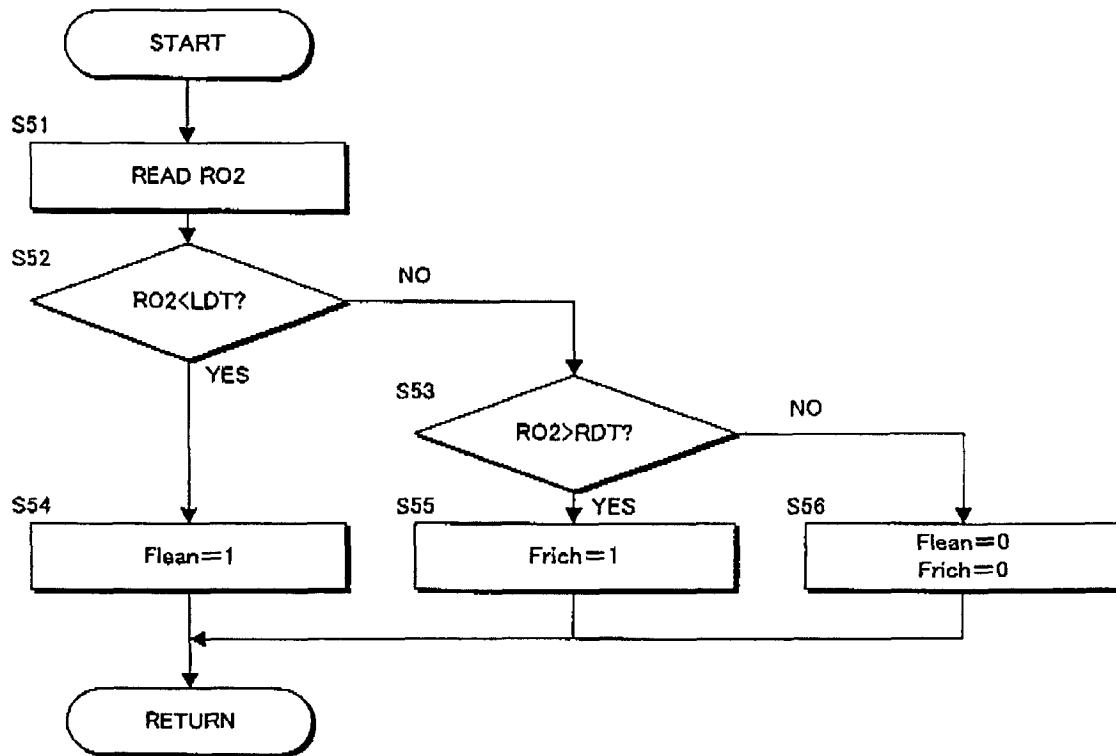 START
S51
READ RO2
S52
RO2<LDT?
NO
YES
S53
RO2>RDT?
NO
YES
S54
Flean=1
S55
Frich=1
S56
Flean=0
Frich=0
RETURN